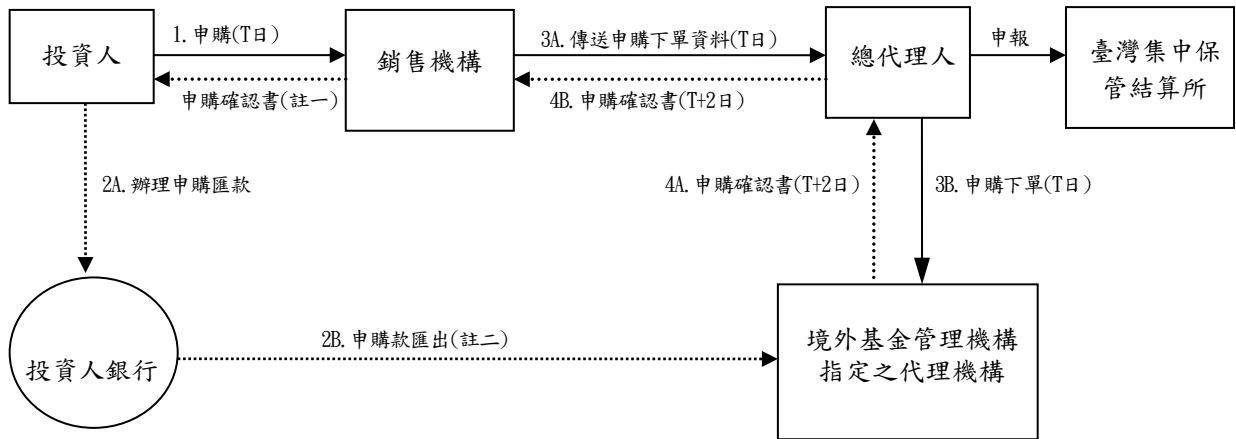 投資人
1.申購(T日)
申購確認書(註一)
銷售機構
3A.傳送申購下單資料(T日)
4B.申購確認書(T+2日)
總代理人
申報
臺灣集中保
管結算所
2A.辦理申購匯款
4A.申購確認書(T+2日)
3B.申購下單(T日)
投資人銀行
2B.申購款匯出(註二)
境外基金管理機構
指定之代理機構